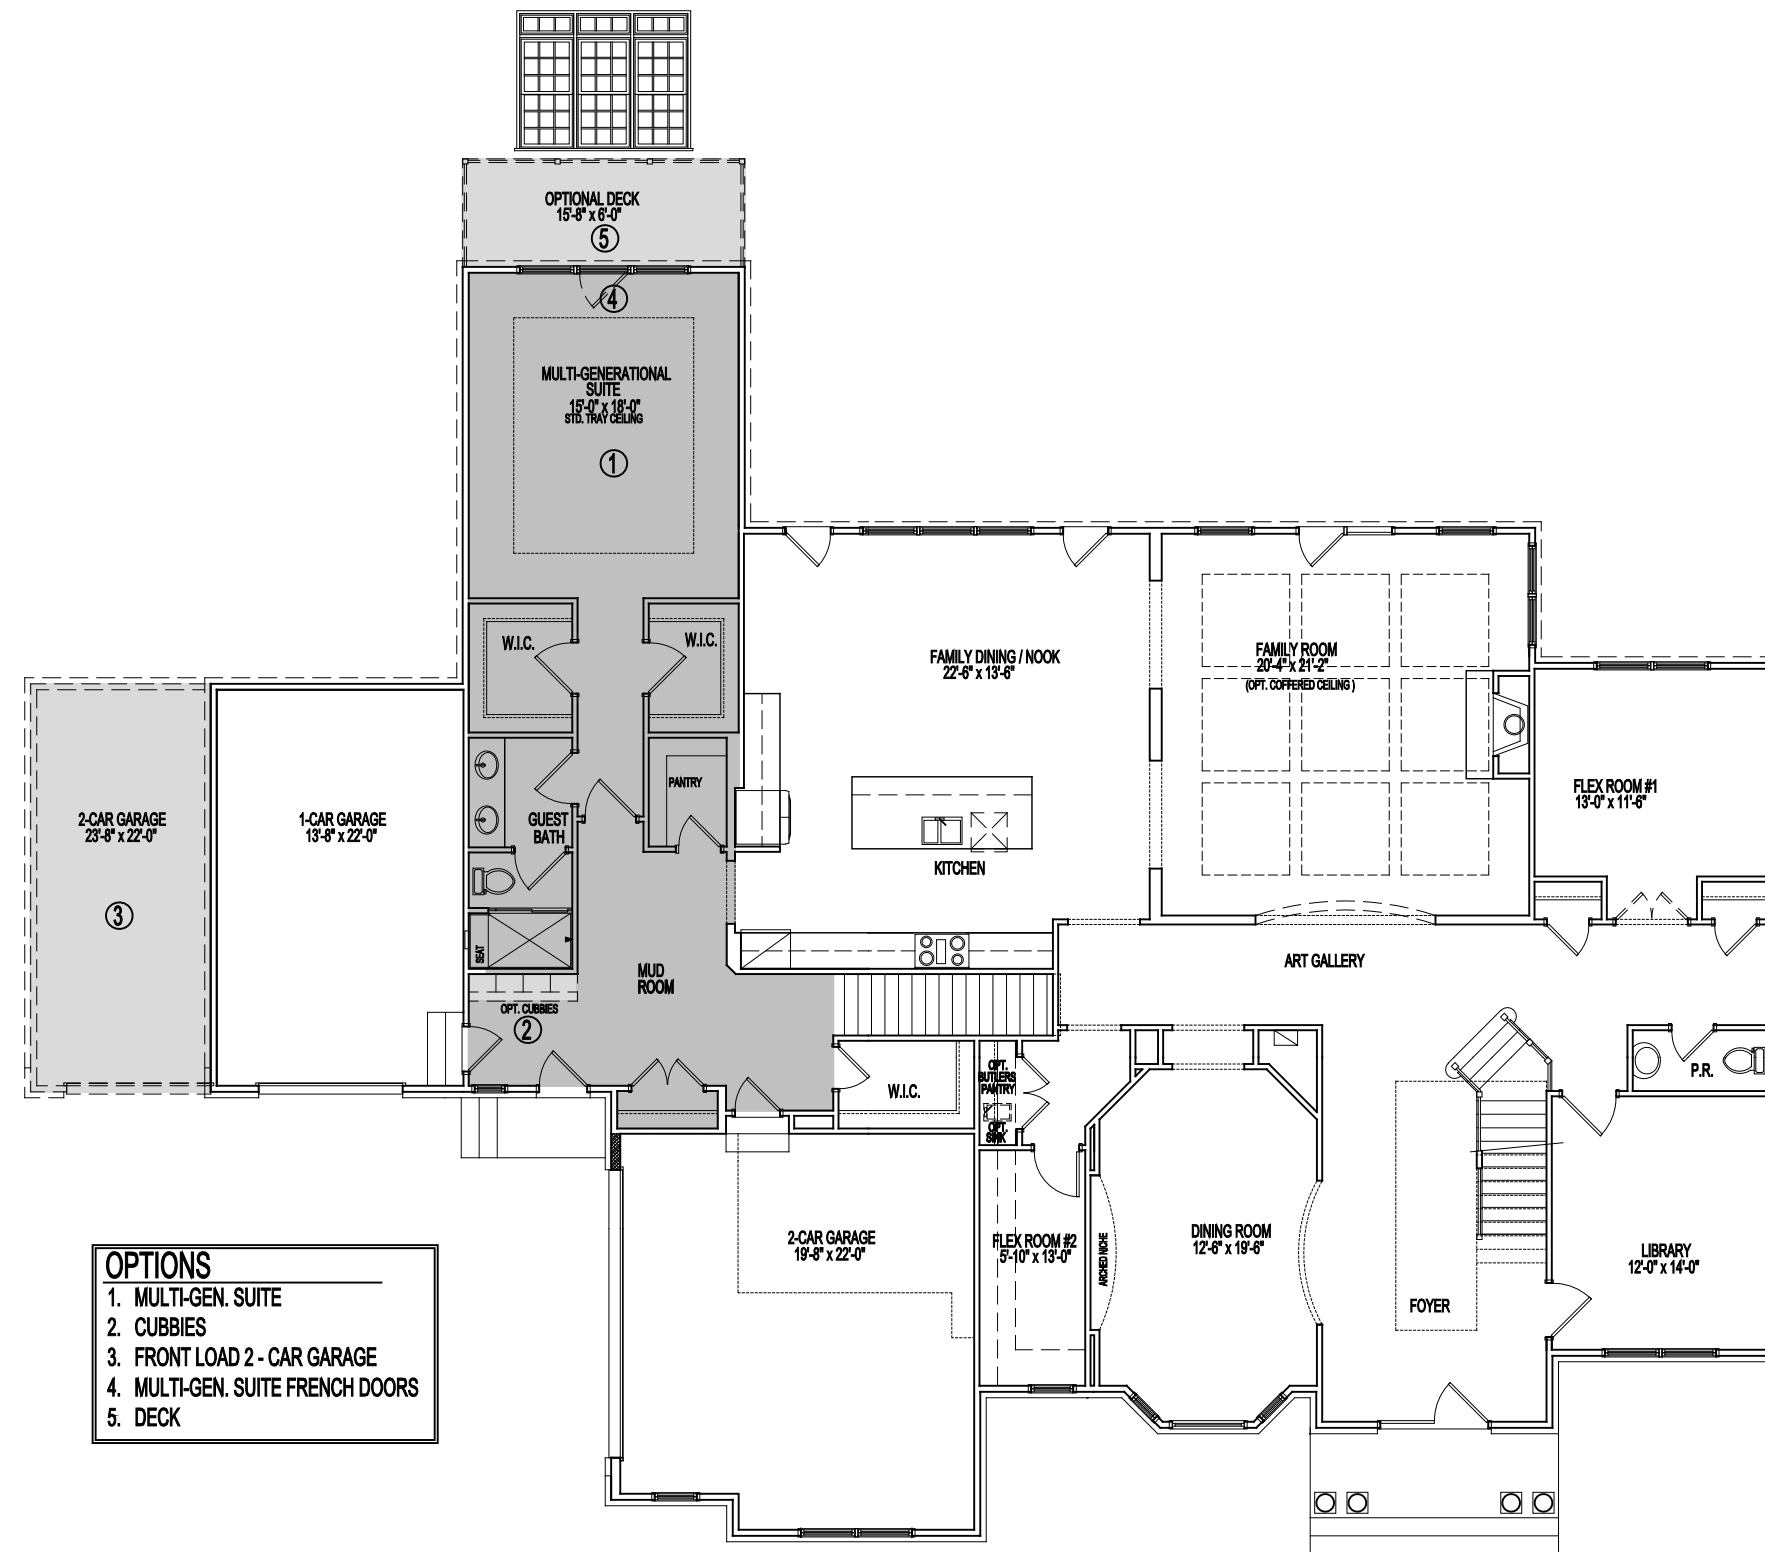 OPTIONAL DECK
15'-8" x 6'-0"
5
4
MULTI-GENERATIONAL
SUITE
15'-0" x 18'-0"
STD. TRAY CEILING
1
W.I.C.
W.I.C.
FAMILY DINING / NOOK
22'-6" x 13'-6"
FAMILY ROOM
20'-4" x 21'-2"
(OPT. COFFERED CEILING )
PANTRY
FLEX ROOM #1
13'-0" x 11'-6"
2-CAR GARAGE
23'-8" x 22'-0"
3
1-CAR GARAGE
13'-8" x 22'-0"
GUEST
BATH
KITCHEN
SEAT
MUD
ROOM
ART GALLERY
OPT. CUBBIES
2
W.I.C.
OPT.
BUTLERS
PANTRY
OPT.
SINK
P.R.
2-CAR GARAGE
19'-8" x 22'-0"
FLEX ROOM #2
5'-10" x 13'-0"
ARCHED NICHE
DINING ROOM
12'-6" x 19'-6"
FOYER
LIBRARY
12'-0" x 14'-0"
OPTIONS
1. MULTI-GEN. SUITE
2. CUBBIES
3. FRONT LOAD 2 - CAR GARAGE
4. MULTI-GEN. SUITE FRENCH DOORS
5. DECK